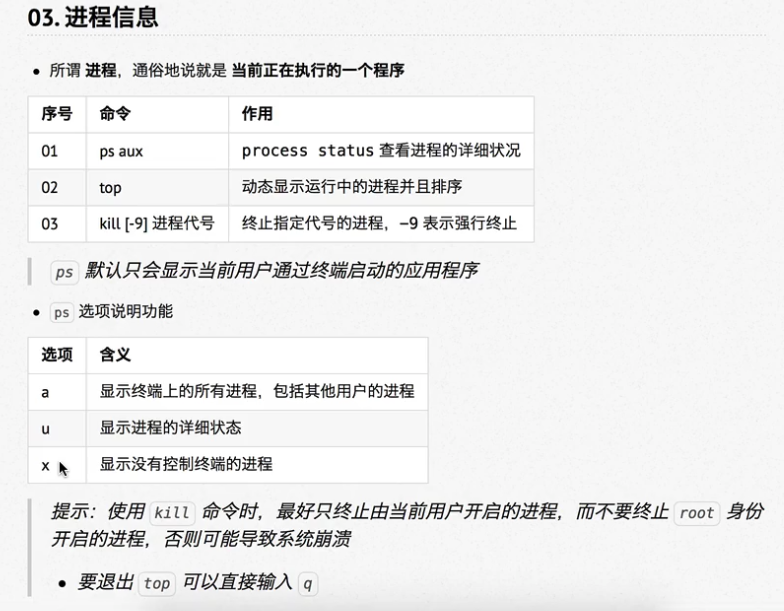 03. 进程信息
• 所谓 进程，通俗地说就是 当前正在执行的一个程序
序号 命令 作用
01 ps aux process status 查看进程的详细状况
02 top 动态显示运行中的进程并且排序
03 kill [-9] 进程代号 终止指定代号的进程，-9 表示强行终止
ps 默认只会显示当前用户通过终端启动的应用程序
• ps 选项说明功能
选项 含义
a 显示终端上的所有进程，包括其他用户的进程
u 显示进程的详细状态
x 显示没有控制终端的进程
提示：使用 kill 命令时，最好只终止由当前用户开启的进程，而不要终止 root 身份
开启的进程，否则可能导致系统崩溃
• 要退出 top 可以直接输入 q